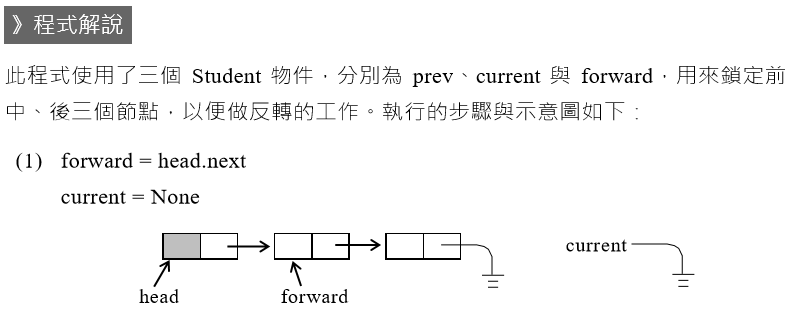 》程式解說
此程式使用了三個 Student 物件，分別為 prev、current 與 forward，用來鎖定前
中、後三個節點，以便做反轉的工作。執行的步驟與示意圖如下：
(1) forward = head.next
current = None
current
head
forward